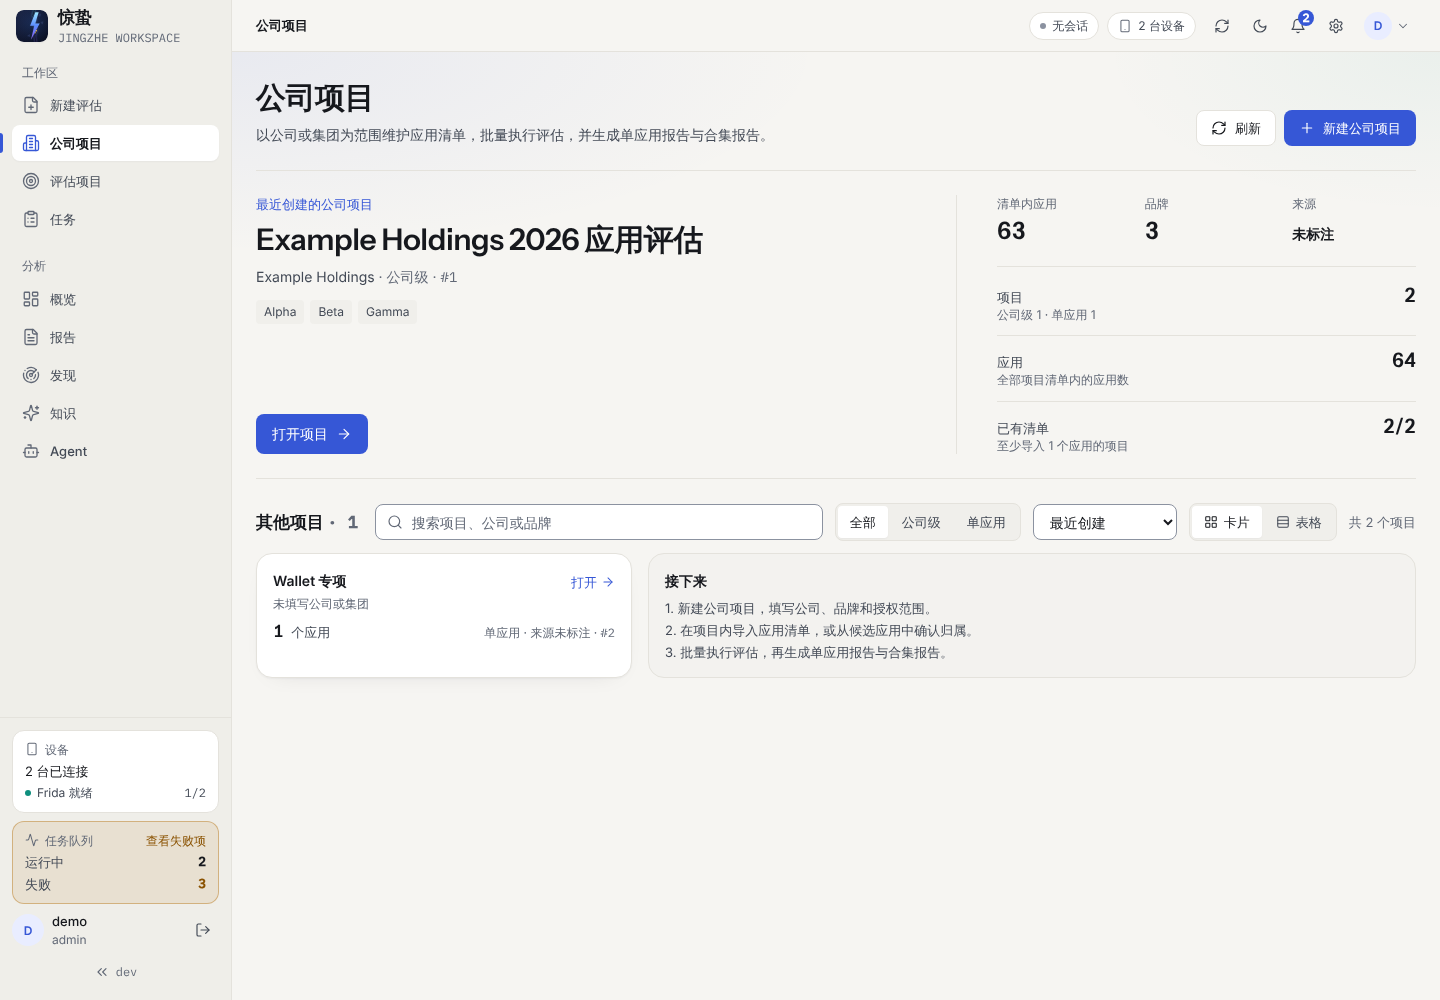 惊蛰
JINGZHE WORKSPACE
工作区
新建评估
公司项目
评估项目
任务
分析
概览
报告
发现
知识
Agent
设备
2 台已连接
Frida 就绪 1/2
任务队列 查看失败项
运行中 2
失败 3
D demo
admin
dev
公司项目 无会话 2 台设备 2 D
公司项目
以公司或集团为范围维护应用清单，批量执行评估，并生成单应用报告与合集报告。
刷新 新建公司项目
最近创建的公司项目
Example Holdings 2026 应用评估
Example Holdings · 公司级 · #1
Alpha Beta Gamma
打开项目
清单内应用 品牌 来源
63 3 未标注
项目 2
公司级 1 · 单应用 1
应用 64
全部项目清单内的应用数
已有清单 2/2
至少导入 1 个应用的项目
其他项目 · 1 搜索项目、公司或品牌 全部 公司级 单应用 最近创建 卡片 表格 共 2 个项目
Wallet 专项 打开
未填写公司或集团
1 个应用 单应用 · 来源未标注 · #2
接下来
1. 新建公司项目，填写公司、品牌和授权范围。
2. 在项目内导入应用清单，或从候选应用中确认归属。
3. 批量执行评估，再生成单应用报告与合集报告。